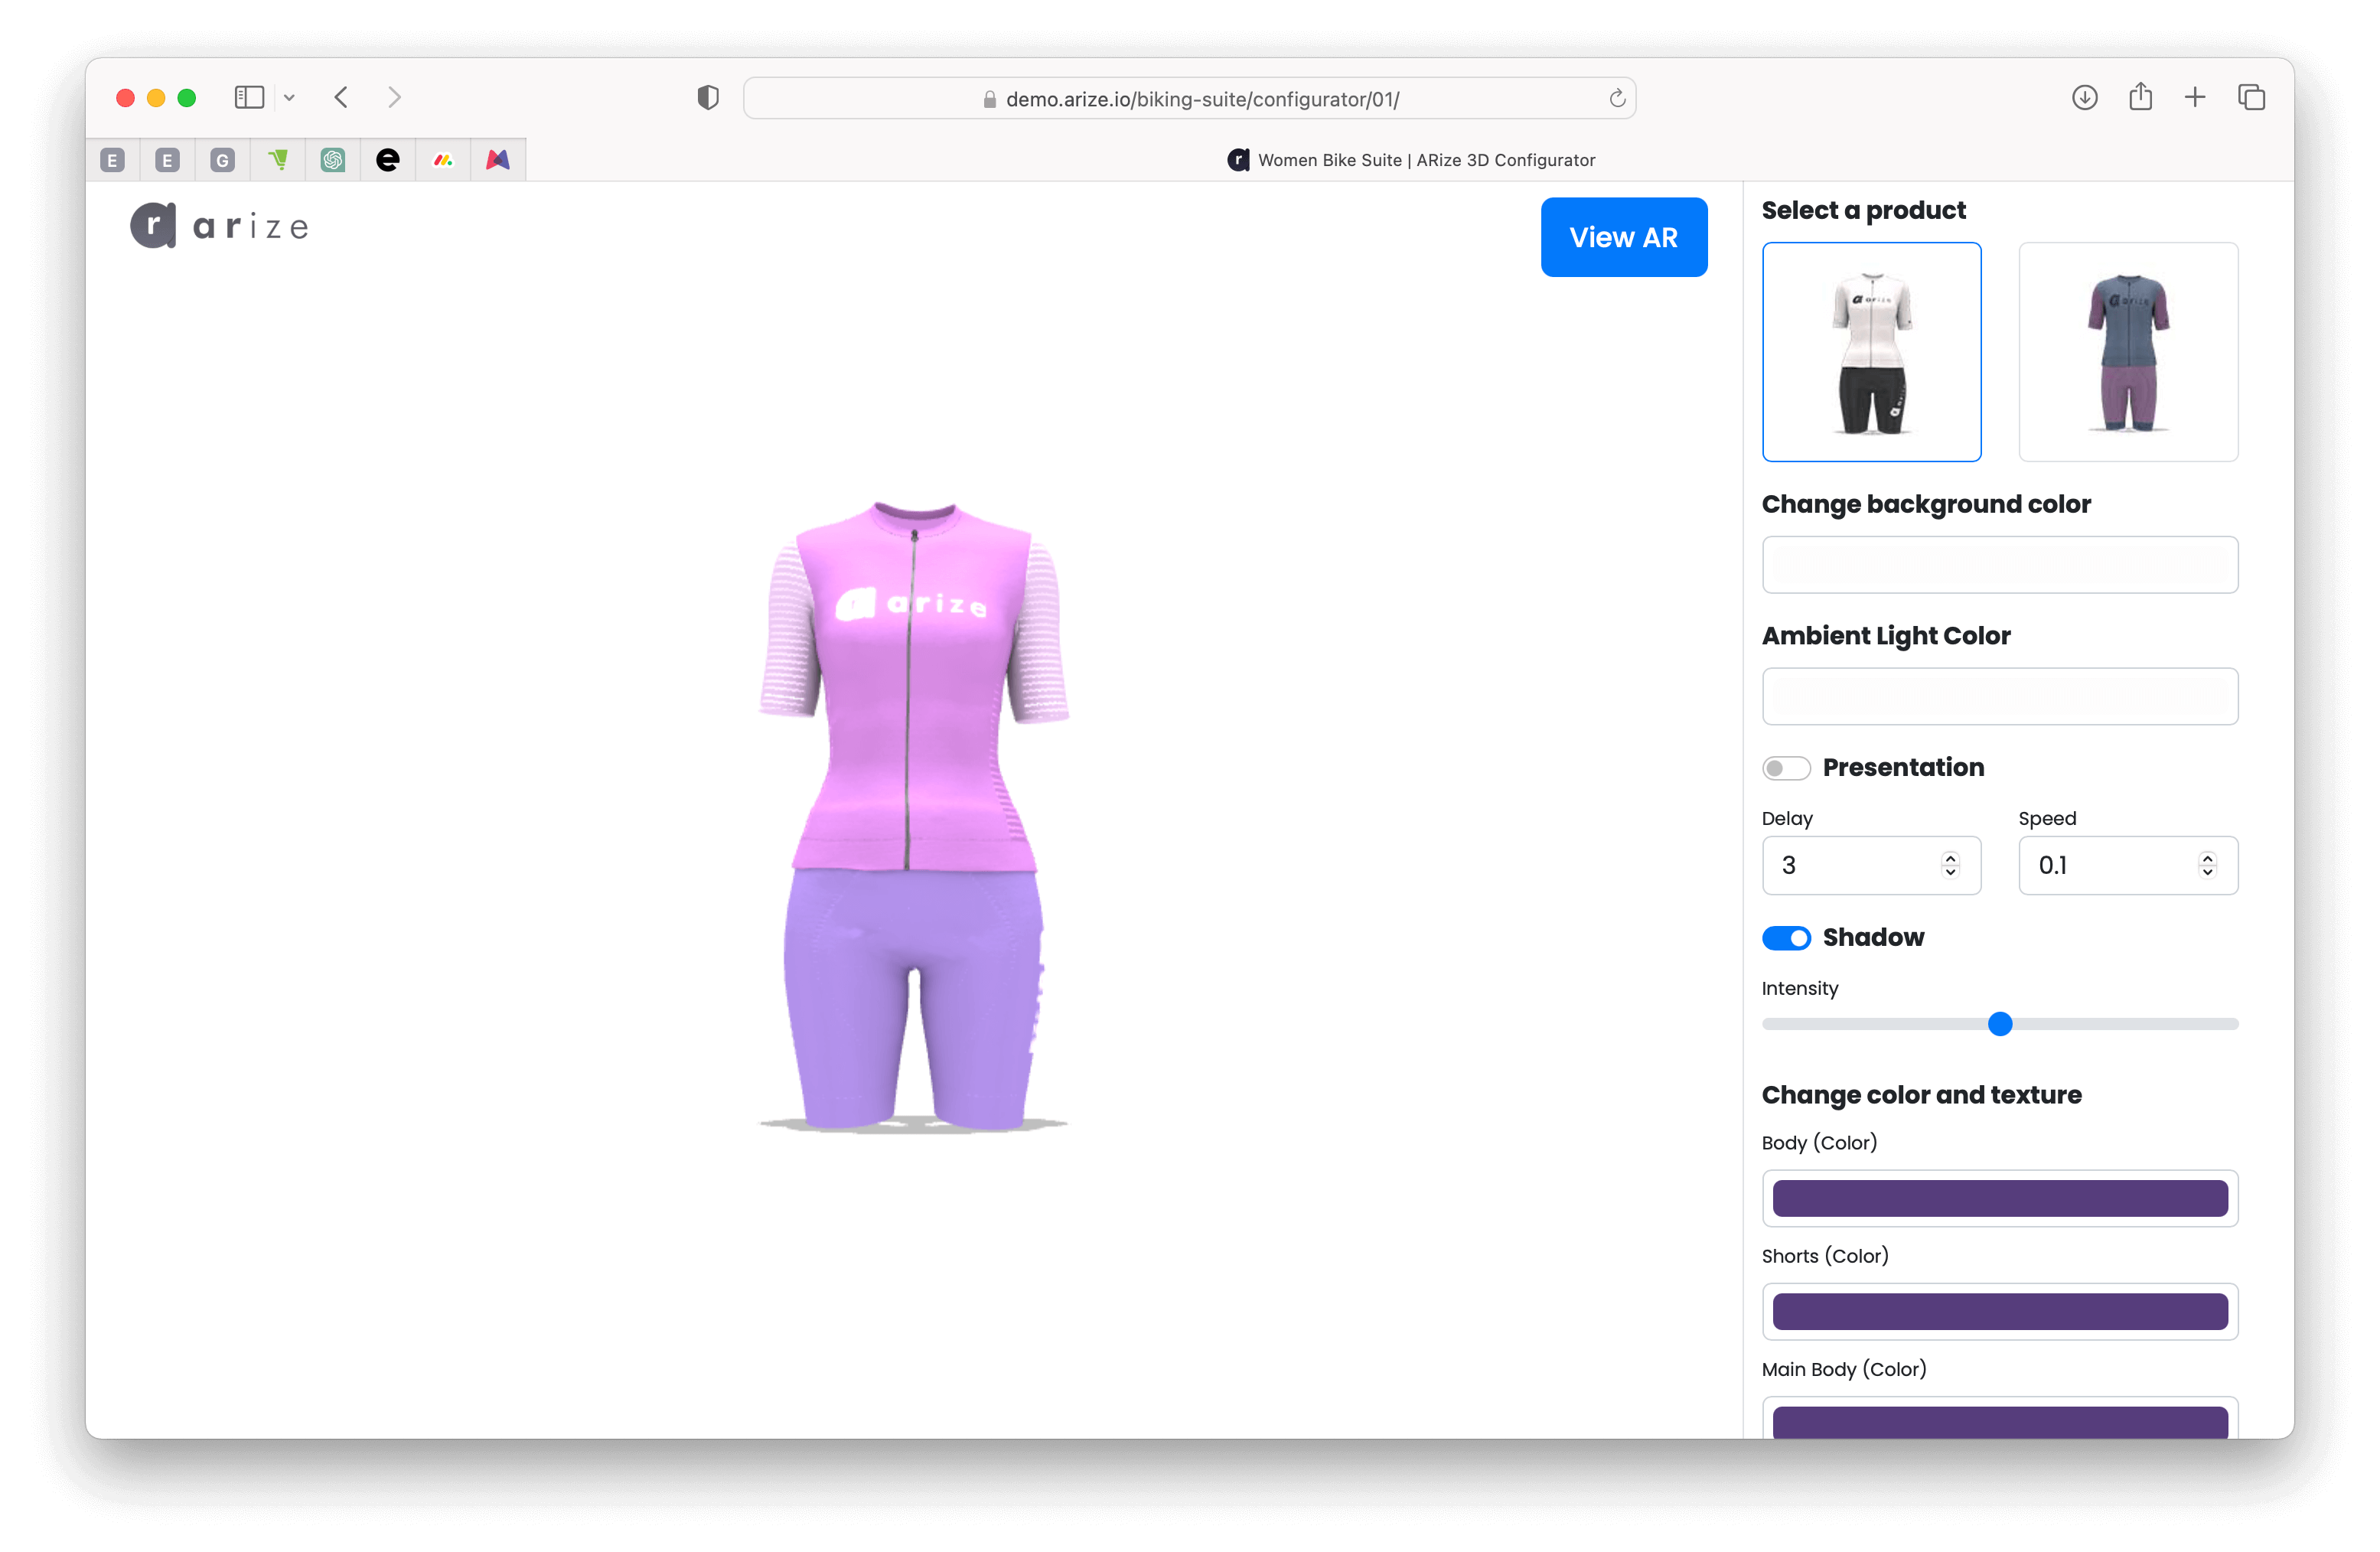 demo.arize.io/biking-suite/configurator/01/
E
E
G
e
r Women Bike Suite | ARize 3D Configurator
r arize
View AR
Select a product
arize
arize
Change background color
Ambient Light Color
arize
Presentation
Delay
Speed
3
0.1
Shadow
Intensity
Change color and texture
Body (Color)
Shorts (Color)
Main Body (Color)